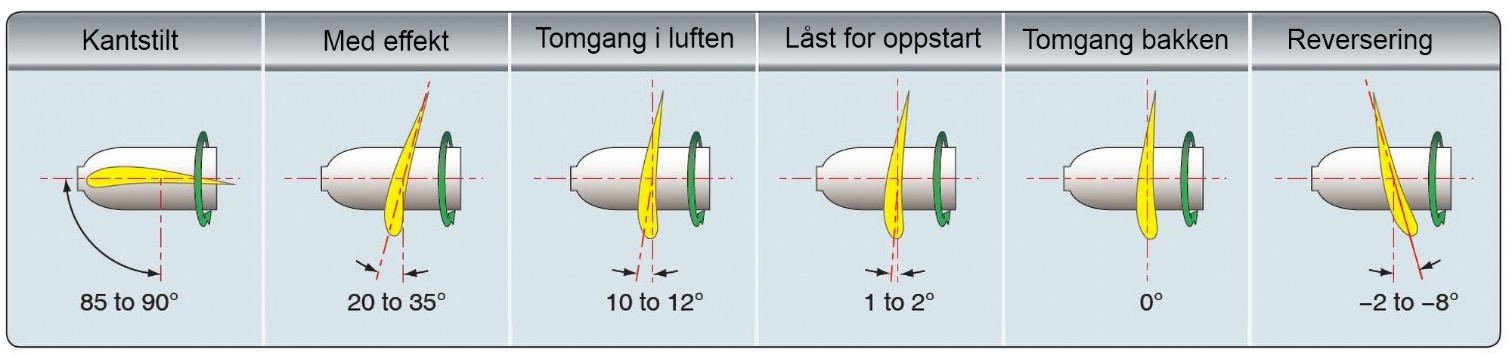 Kantstilt
Med effekt
Tomgang i luften
Låst for oppstart
Tomgang bakken
Reversering
85 to 90°
20 to 35°
10 to 12°
1 to 2°
0°
−2 to −8°